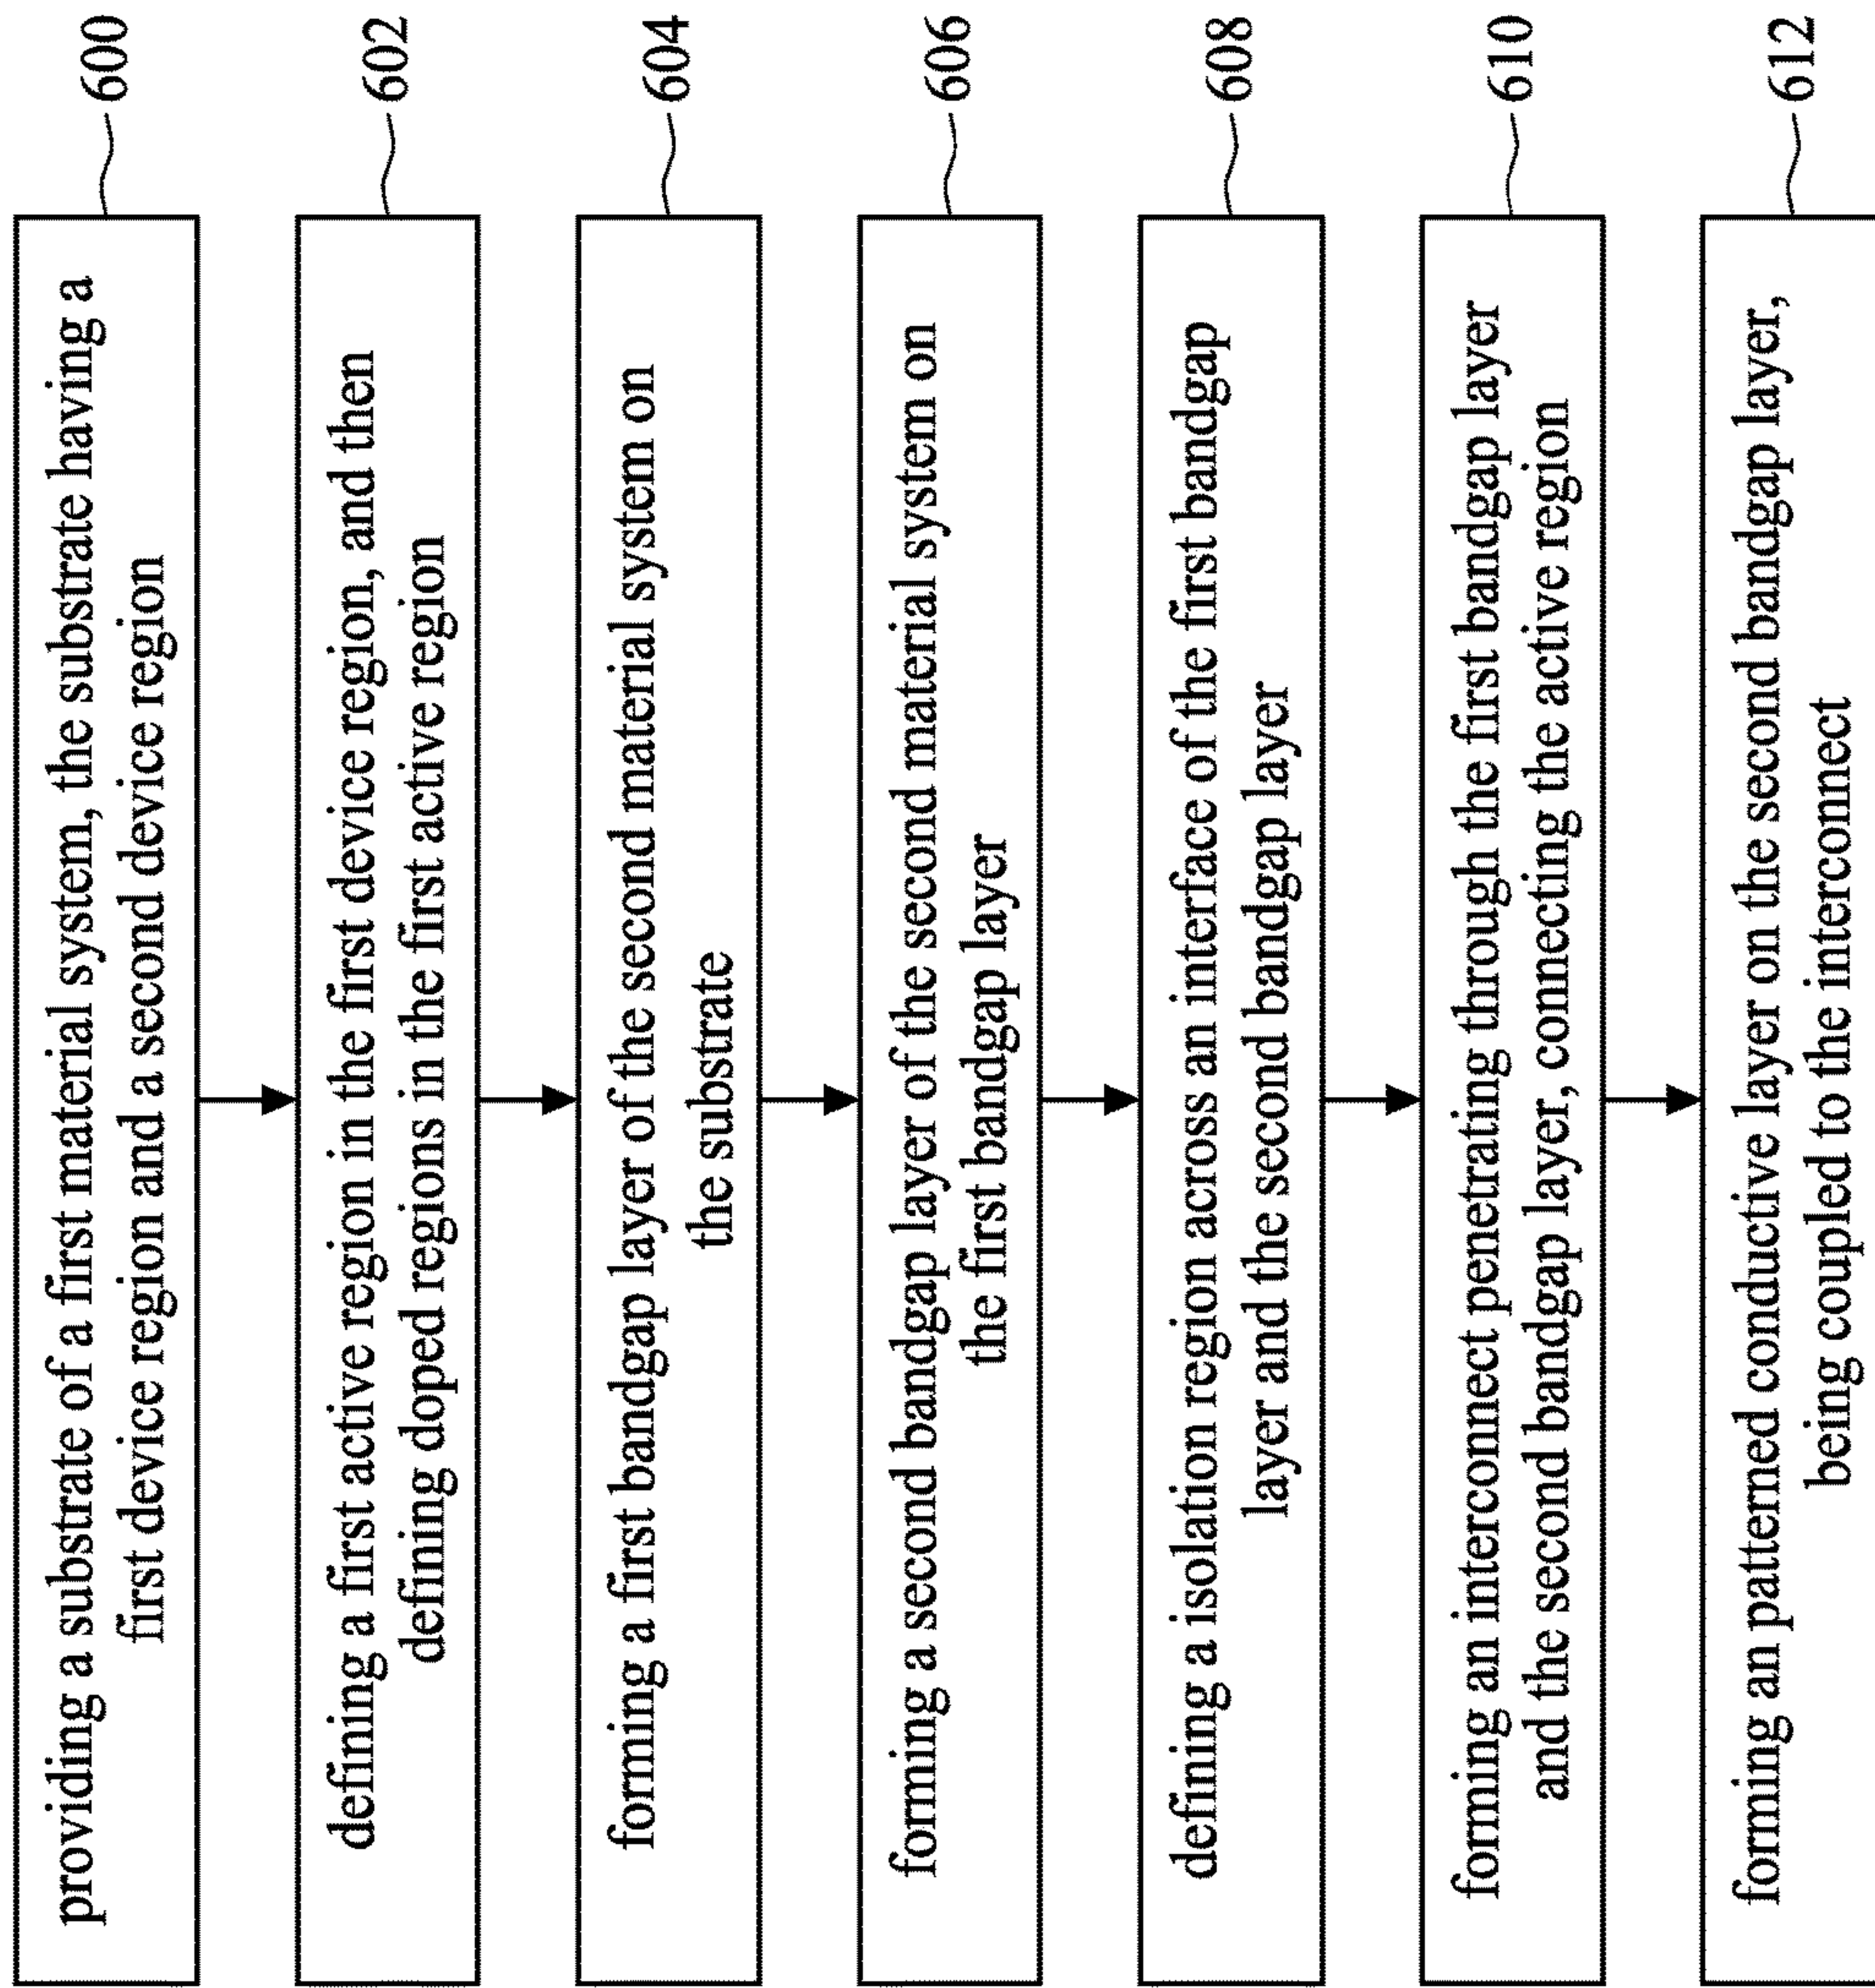 providing a substrate of a first material system, the substrate having a
first device region and a second device region
600
defining a first active region in the first device region, and then
defining doped regions in the first active region
602
forming a first bandgap layer of the second material system on
the substrate
604
forming a second bandgap layer of the second material system on
the first bandgap layer
606
defining a isolation region across an interface of the first bandgap
layer and the second bandgap layer
608
forming an interconnect penetrating through the first bandgap layer
and the second bandgap layer, connecting the active region
610
forming an patterned conductive layer on the second bandgap layer,
being coupled to the interconnect
612